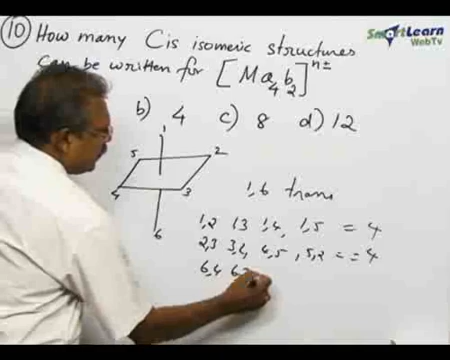 SmartLearn
WebTv
10 How many Cis isomeric structures
Can be written for [Ma4b2]n±
b) 4 c) 8 d) 12
1
5 2
4 3
6
1,6 trans
1,2 1,3 1,4, 1,5 = 4
2,3 3,4, 4,5, 5,2 = = 4
6,4